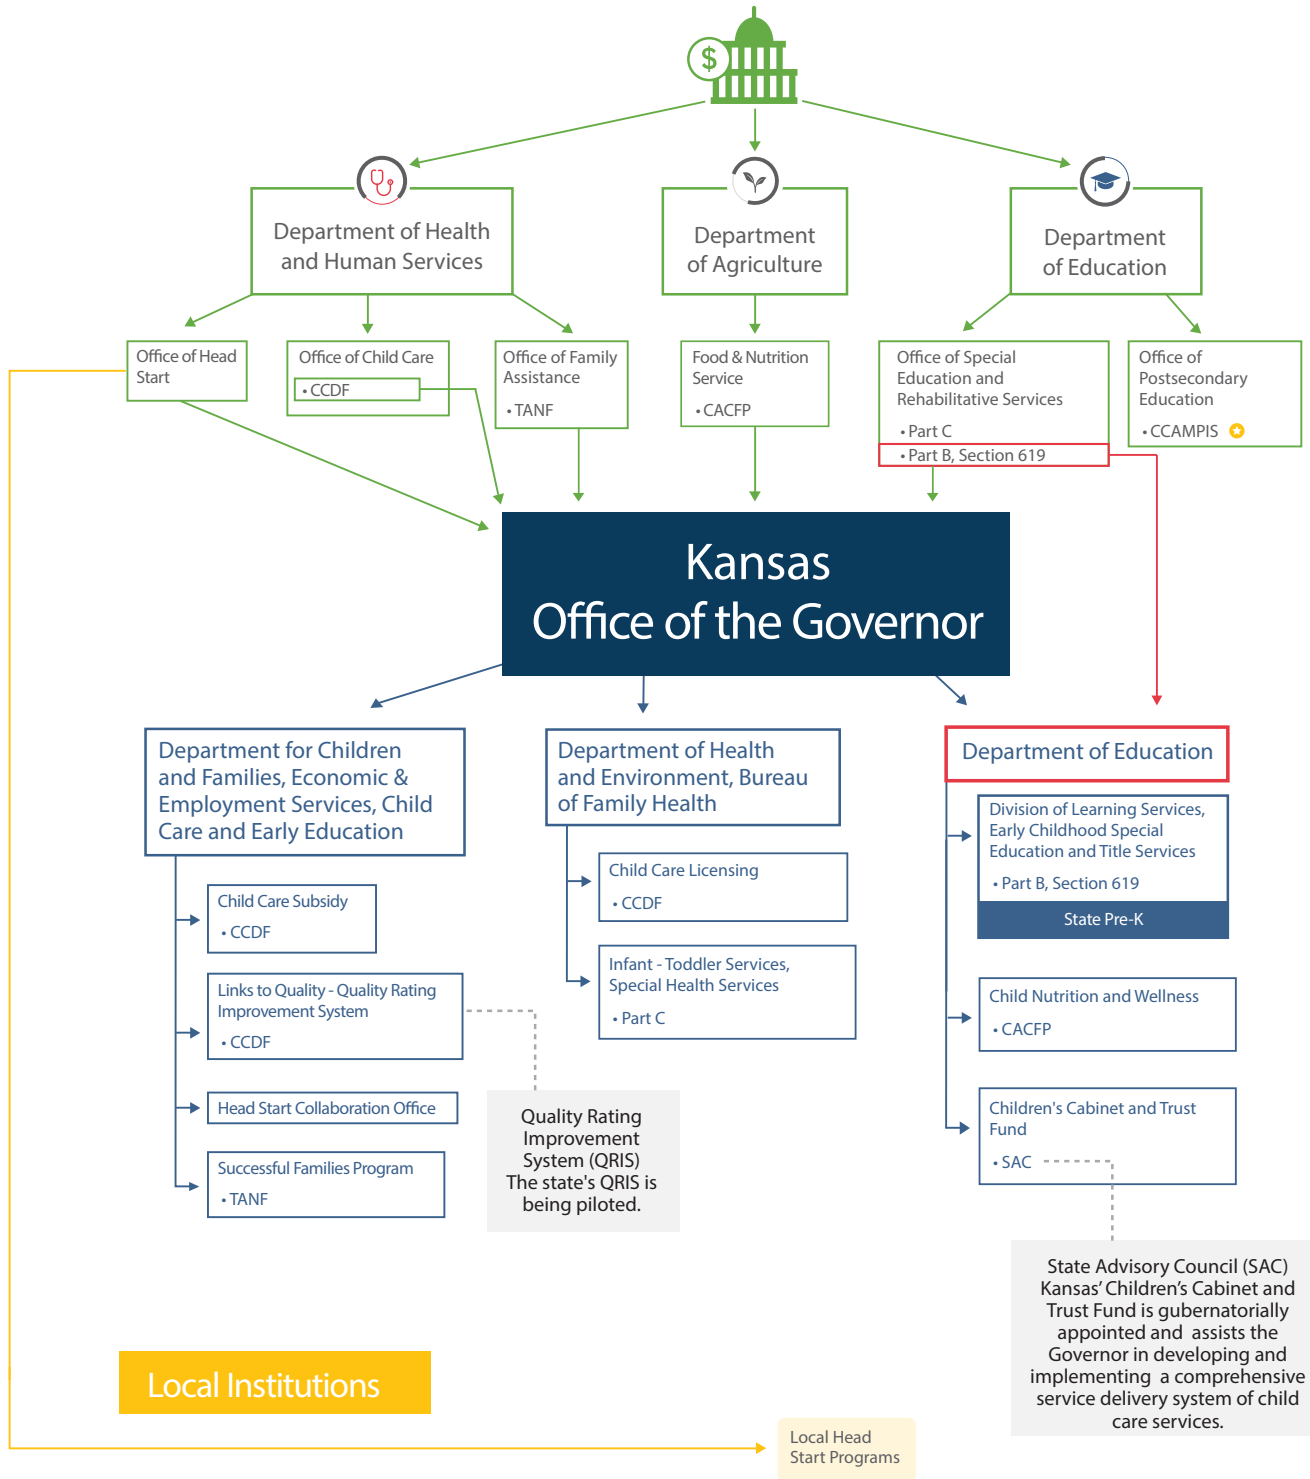 $
Department of Health
and Human Services
Department
of Agriculture
Department
of Education
Office of Head
Start
Office of Child Care
• CCDF
Office of Family
Assistance
• TANF
Food & Nutrition
Service
• CACFP
Office of Special
Education and
Rehabilitative Services
• Part C
• Part B, Section 619
Office of
Postsecondary
Education
• CCAMPIS
Kansas
Office of the Governor
Department for Children
and Families, Economic &
Employment Services, Child
Care and Early Education
Child Care Subsidy
• CCDF
Links to Quality - Quality Rating
Improvement System
• CCDF
Head Start Collaboration Office
Successful Families Program
• TANF
Quality Rating
Improvement
System (QRIS)
The state's QRIS is
being piloted.
Department of Health
and Environment, Bureau
of Family Health
Child Care Licensing
• CCDF
Infant - Toddler Services,
Special Health Services
• Part C
Department of Education
Division of Learning Services,
Early Childhood Special
Education and Title Services
• Part B, Section 619
State Pre-K
Child Nutrition and Wellness
• CACFP
Children's Cabinet and Trust
Fund
• SAC
State Advisory Council (SAC)
Kansas’ Children’s Cabinet and
Trust Fund is gubernatorially
appointed and assists the
Governor in developing and
implementing a comprehensive
service delivery system of child
care services.
Local Institutions
Local Head
Start Programs